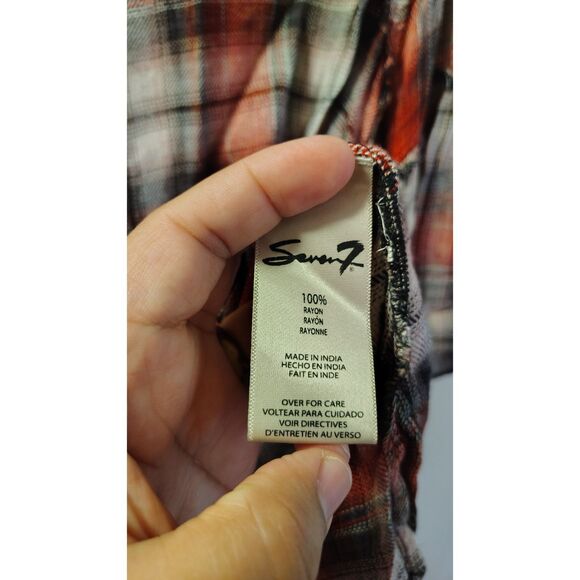 Seven7®
100%
RAYON
RAYÓN
RAYONNE
MADE IN INDIA
HECHO EN INDIA
FAIT EN INDE
OVER FOR CARE
VOLTEAR PARA CUIDADO
VOIR DIRECTIVES
D'ENTRETIEN AU VERSO